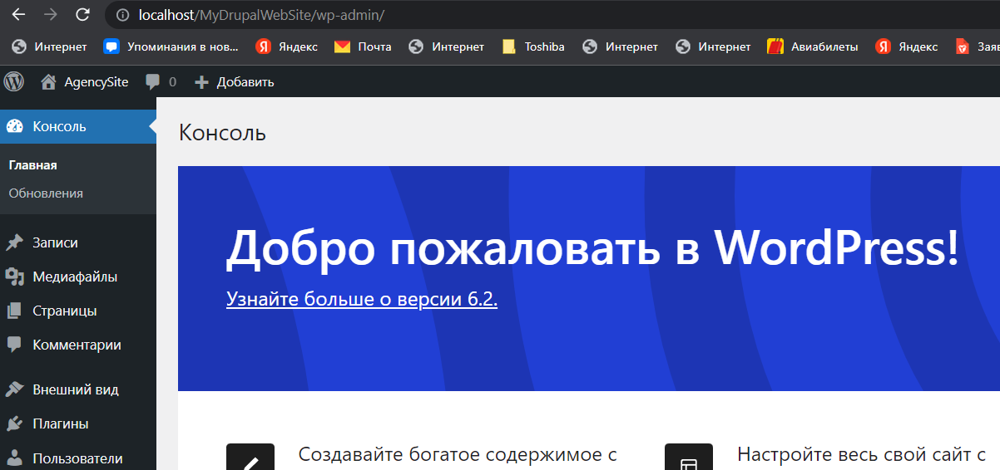 localhost/MyDrupalWebSite/wp-admin/
Интернет Упоминания в нов... Яндекс Почта Интернет Toshiba Интернет Интернет Авиабилеты Яндекс Зая
AgencySite 0 Добавить
Консоль
Главная
Обновления
Записи
Медиафайлы
Страницы
Комментарии
Внешний вид
Плагины
Пользователи
Консоль
Добро пожаловать в WordPress!
Узнайте больше о версии 6.2.
Создавайте богатое содержимое с
Настройте весь свой сайт с